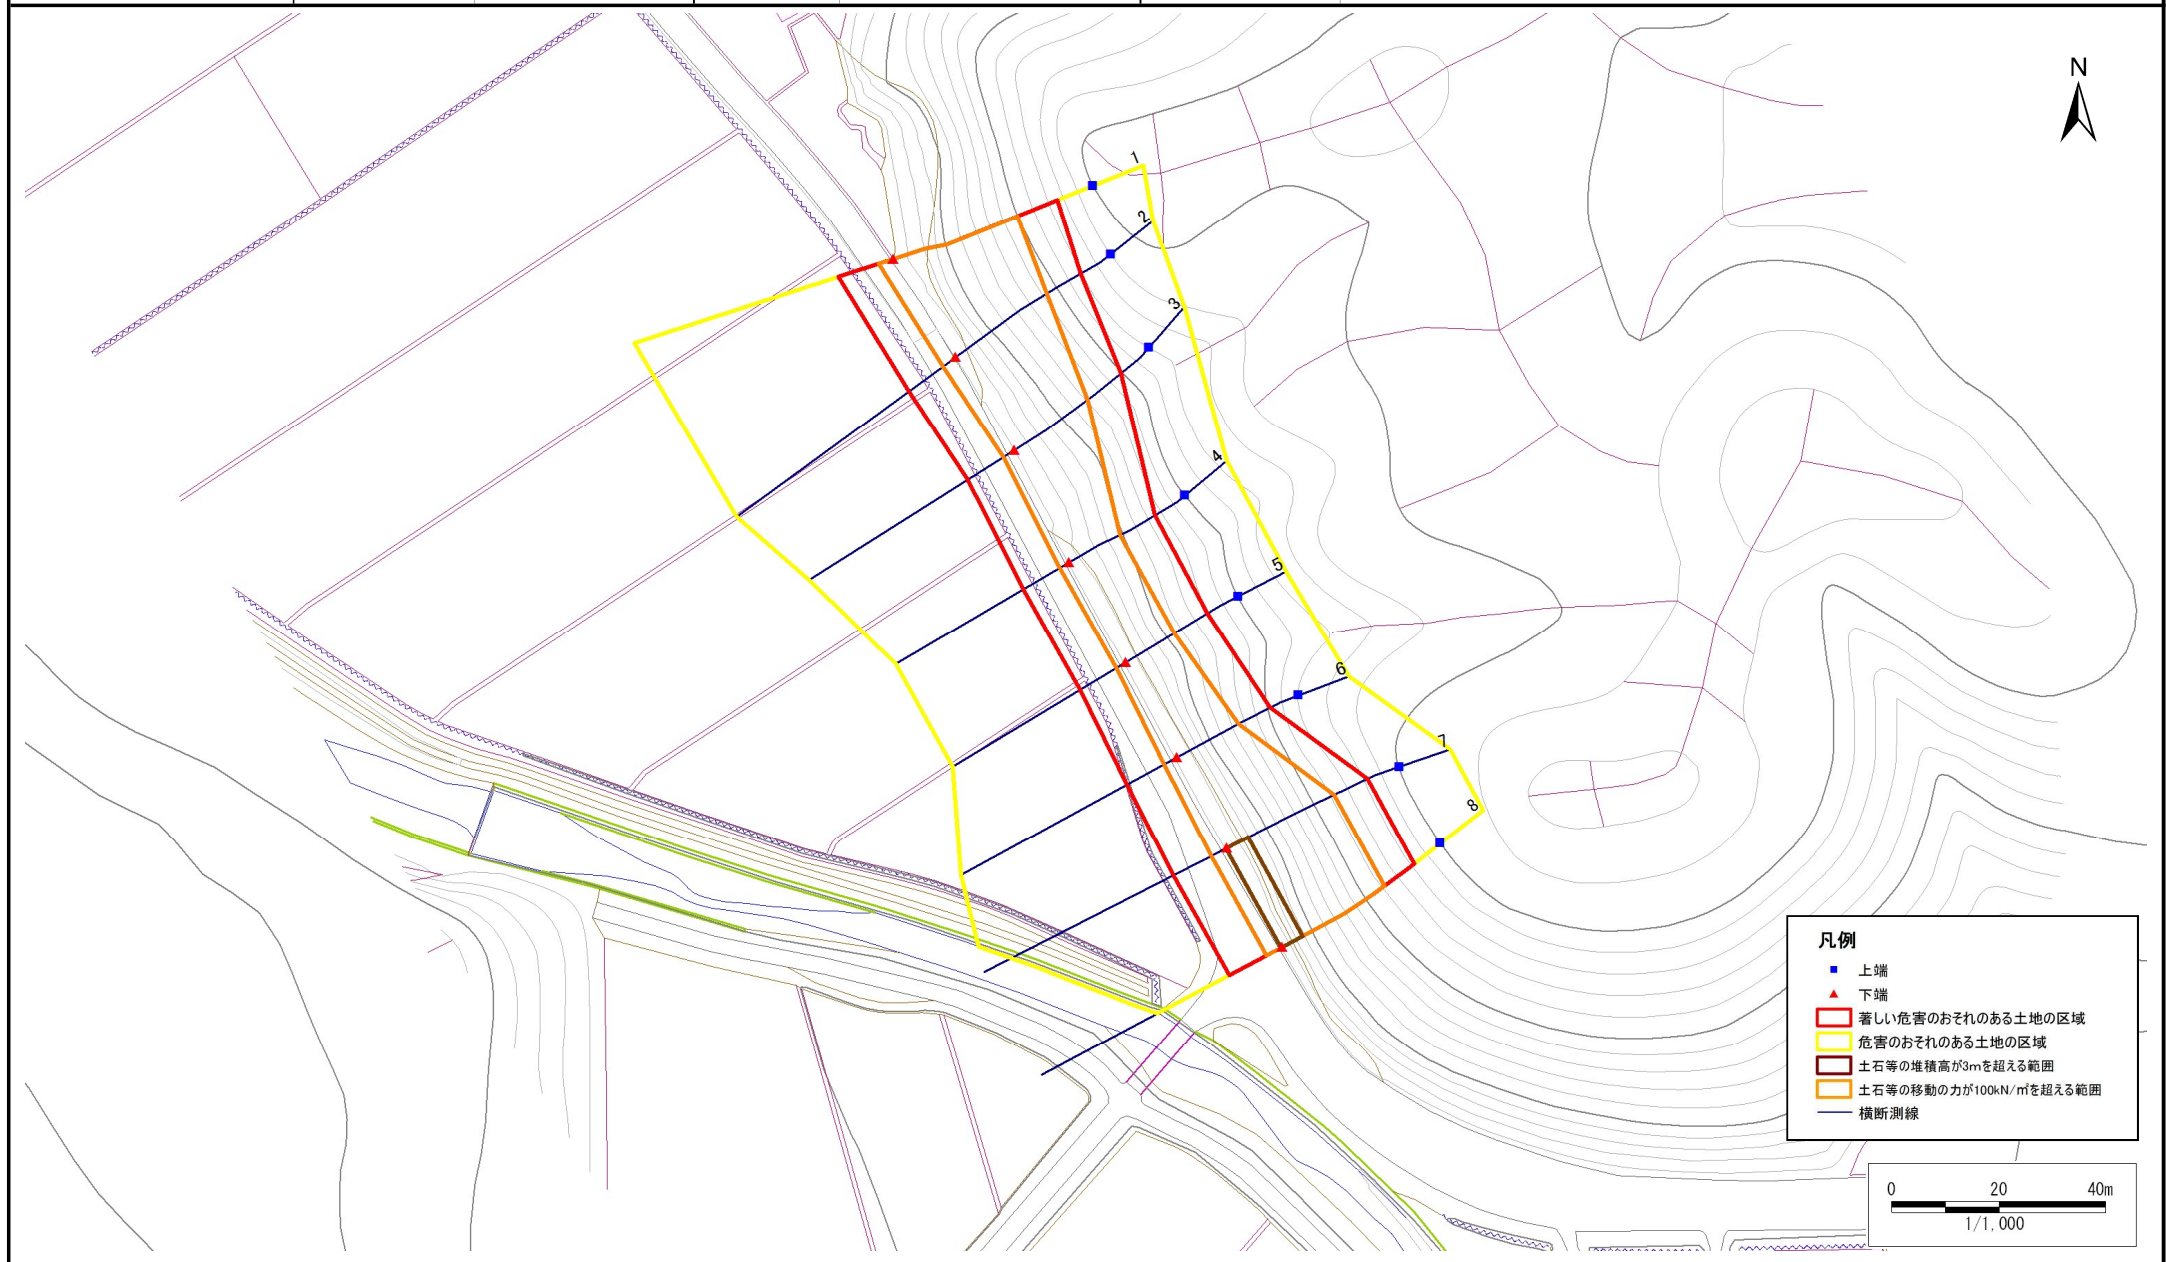 N
1
2
3
4
5
6
7
8
凡例
上端
下端
著しい危害のおそれのある土地の区域
危害のおそれのある土地の区域
土石等の堆積高が3mを超える範囲
土石等の移動の力が100kN/㎡を超える範囲
横断測線
0 20 40m
1/1,000